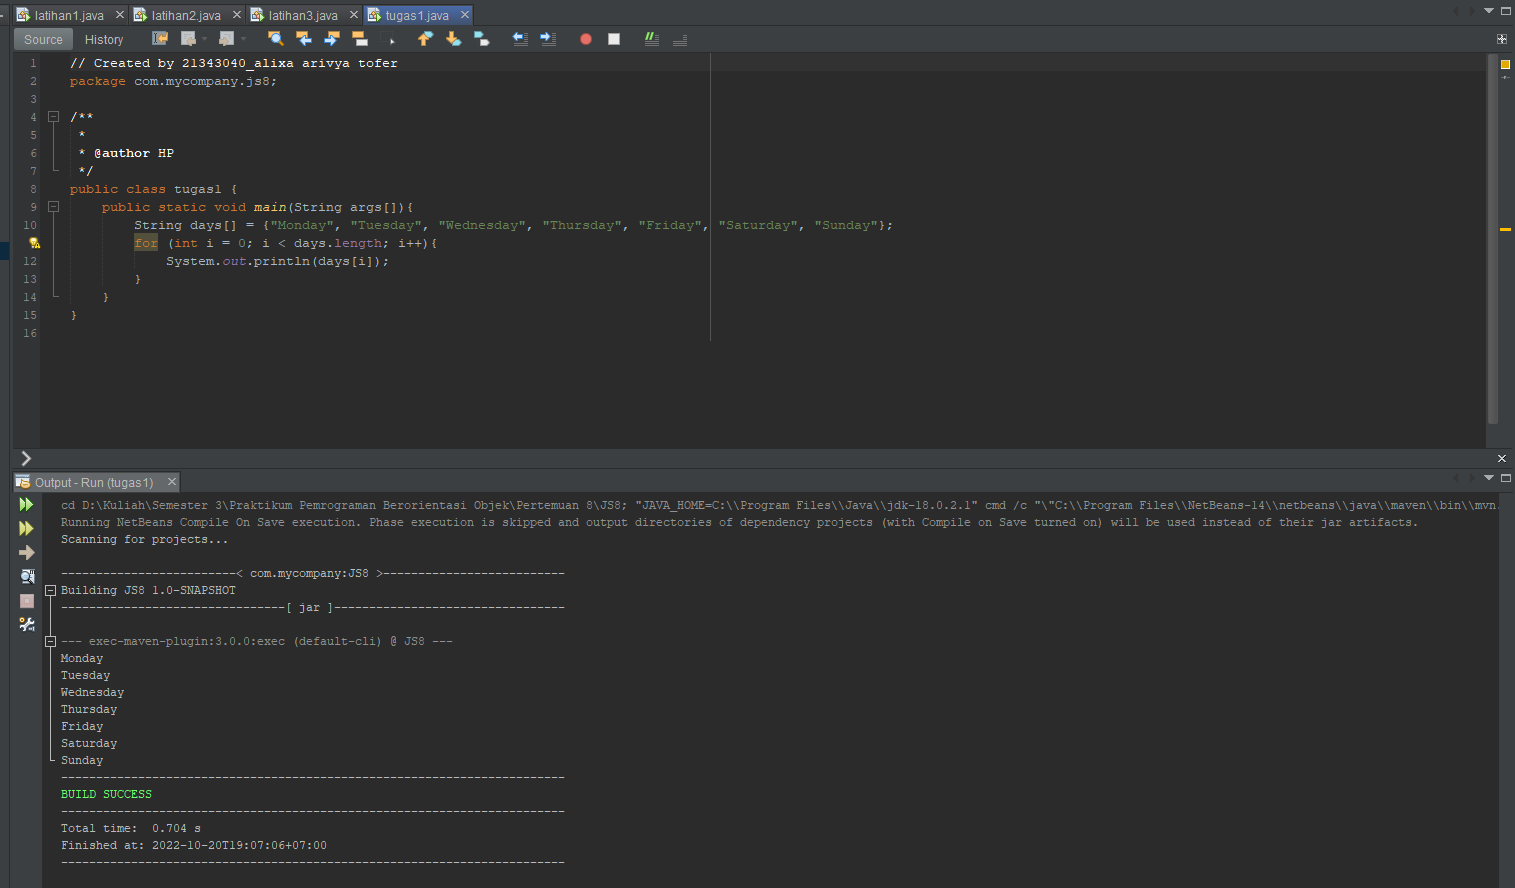 latihan1.java latihan2.java latihan3.java tugas1.java
Source History
1 // Created by 21343040_alixa arivya tofer
2 package com.mycompany.js8;
3
4 /**
5 *
6 * @author HP
7 */
8 public class tugas1 {
9 public static void main(String args[]){
10 String days[] = {"Monday", "Tuesday", "Wednesday", "Thursday", "Friday", "Saturday", "Sunday"};
for (int i = 0; i < days.length; i++){
12 System.out.println(days[i]);
13 }
14 }
15 }
16
Output - Run (tugas1)
cd D:\Kuliah\Semester 3\Praktikum Pemrograman Berorientasi Objek\Pertemuan 8\JS8; "JAVA_HOME=C:\\Program Files\\Java\\jdk-18.0.2.1" cmd /c "\"C:\\Program Files\\NetBeans-14\\netbeans\\java\\maven\\bin\\mvn.
Running NetBeans Compile On Save execution. Phase execution is skipped and output directories of dependency projects (with Compile on Save turned on) will be used instead of their jar artifacts.
Scanning for projects...
-------------------------< com.mycompany:JS8 >--------------------------
Building JS8 1.0-SNAPSHOT
--------------------------------[ jar ]---------------------------------
--- exec-maven-plugin:3.0.0:exec (default-cli) @ JS8 ---
Monday
Tuesday
Wednesday
Thursday
Friday
Saturday
Sunday
------------------------------------------------------------------------
BUILD SUCCESS
------------------------------------------------------------------------
Total time:  0.704 s
Finished at: 2022-10-20T19:07:06+07:00
------------------------------------------------------------------------